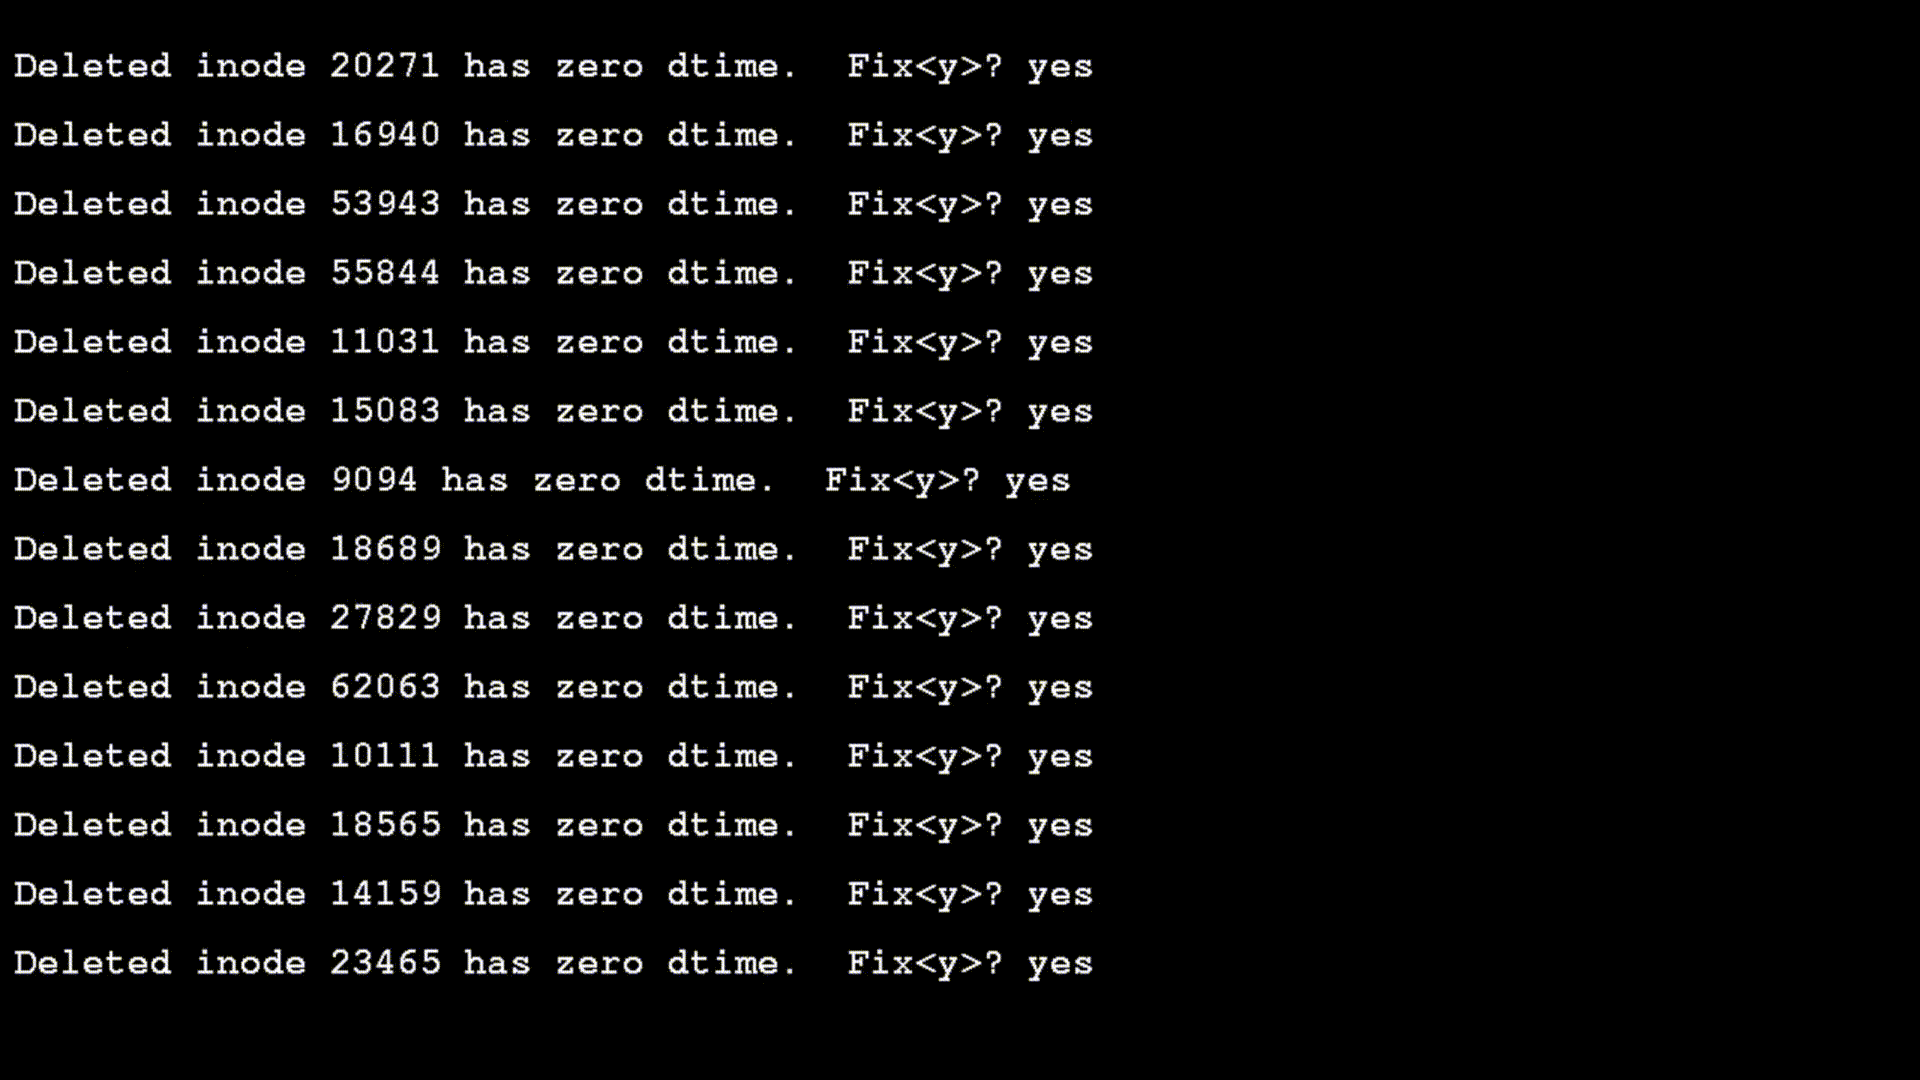 Deleted inode 20271 has zero dtime.  Fix<y>? yes
Deleted inode 16940 has zero dtime.  Fix<y>? yes
Deleted inode 53943 has zero dtime.  Fix<y>? yes
Deleted inode 55844 has zero dtime.  Fix<y>? yes
Deleted inode 11031 has zero dtime.  Fix<y>? yes
Deleted inode 15083 has zero dtime.  Fix<y>? yes
Deleted inode 9094 has zero dtime.  Fix<y>? yes
Deleted inode 18689 has zero dtime.  Fix<y>? yes
Deleted inode 27829 has zero dtime.  Fix<y>? yes
Deleted inode 62063 has zero dtime.  Fix<y>? yes
Deleted inode 10111 has zero dtime.  Fix<y>? yes
Deleted inode 18565 has zero dtime.  Fix<y>? yes
Deleted inode 14159 has zero dtime.  Fix<y>? yes
Deleted inode 23465 has zero dtime.  Fix<y>? yes